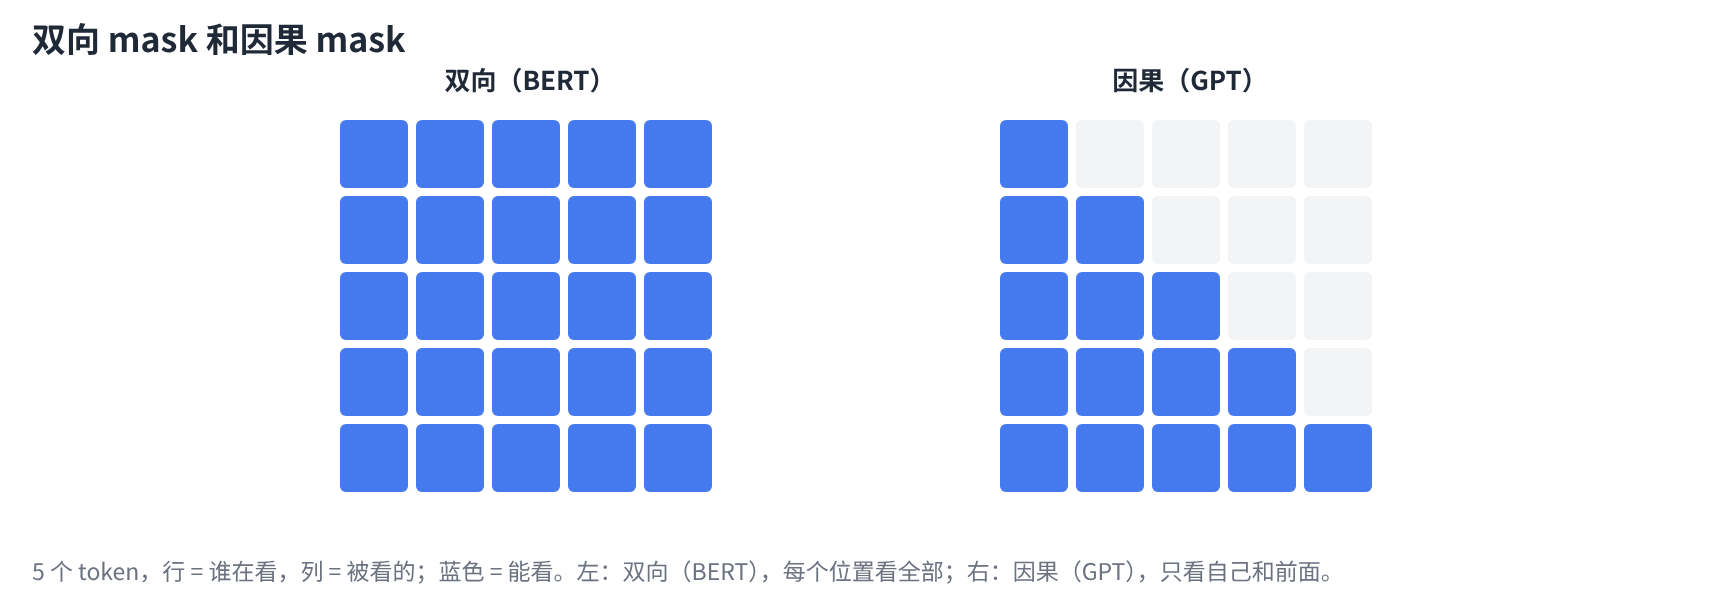 双向 mask 和因果 mask
双向（BERT）
因果（GPT）
5 个 token，行 = 谁在看，列 = 被看的；蓝色 = 能看。左：双向（BERT），每个位置看全部；右：因果（GPT），只看自己和前面。